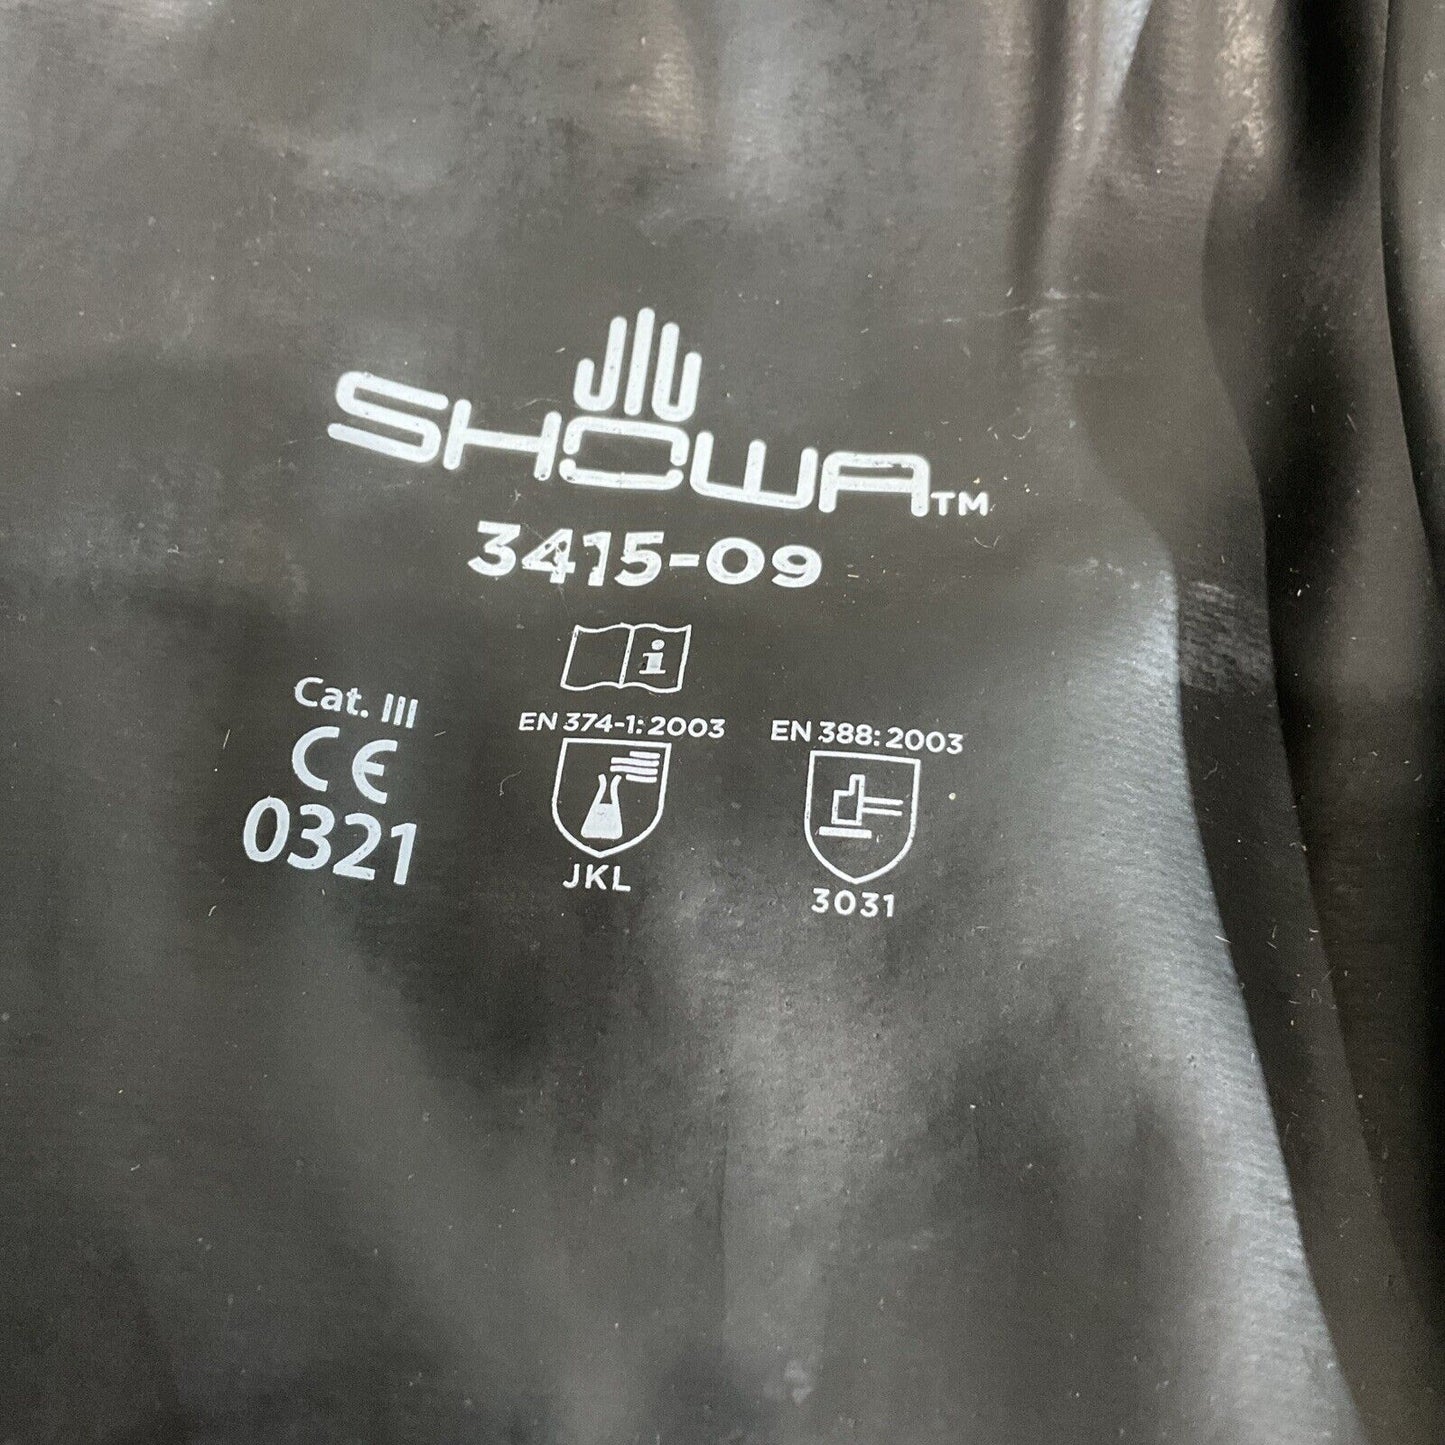 SHOWA™
3415-09
i
Cat. III
CE
0321
EN 374-1:2003
JKL
EN 388:2003
3031